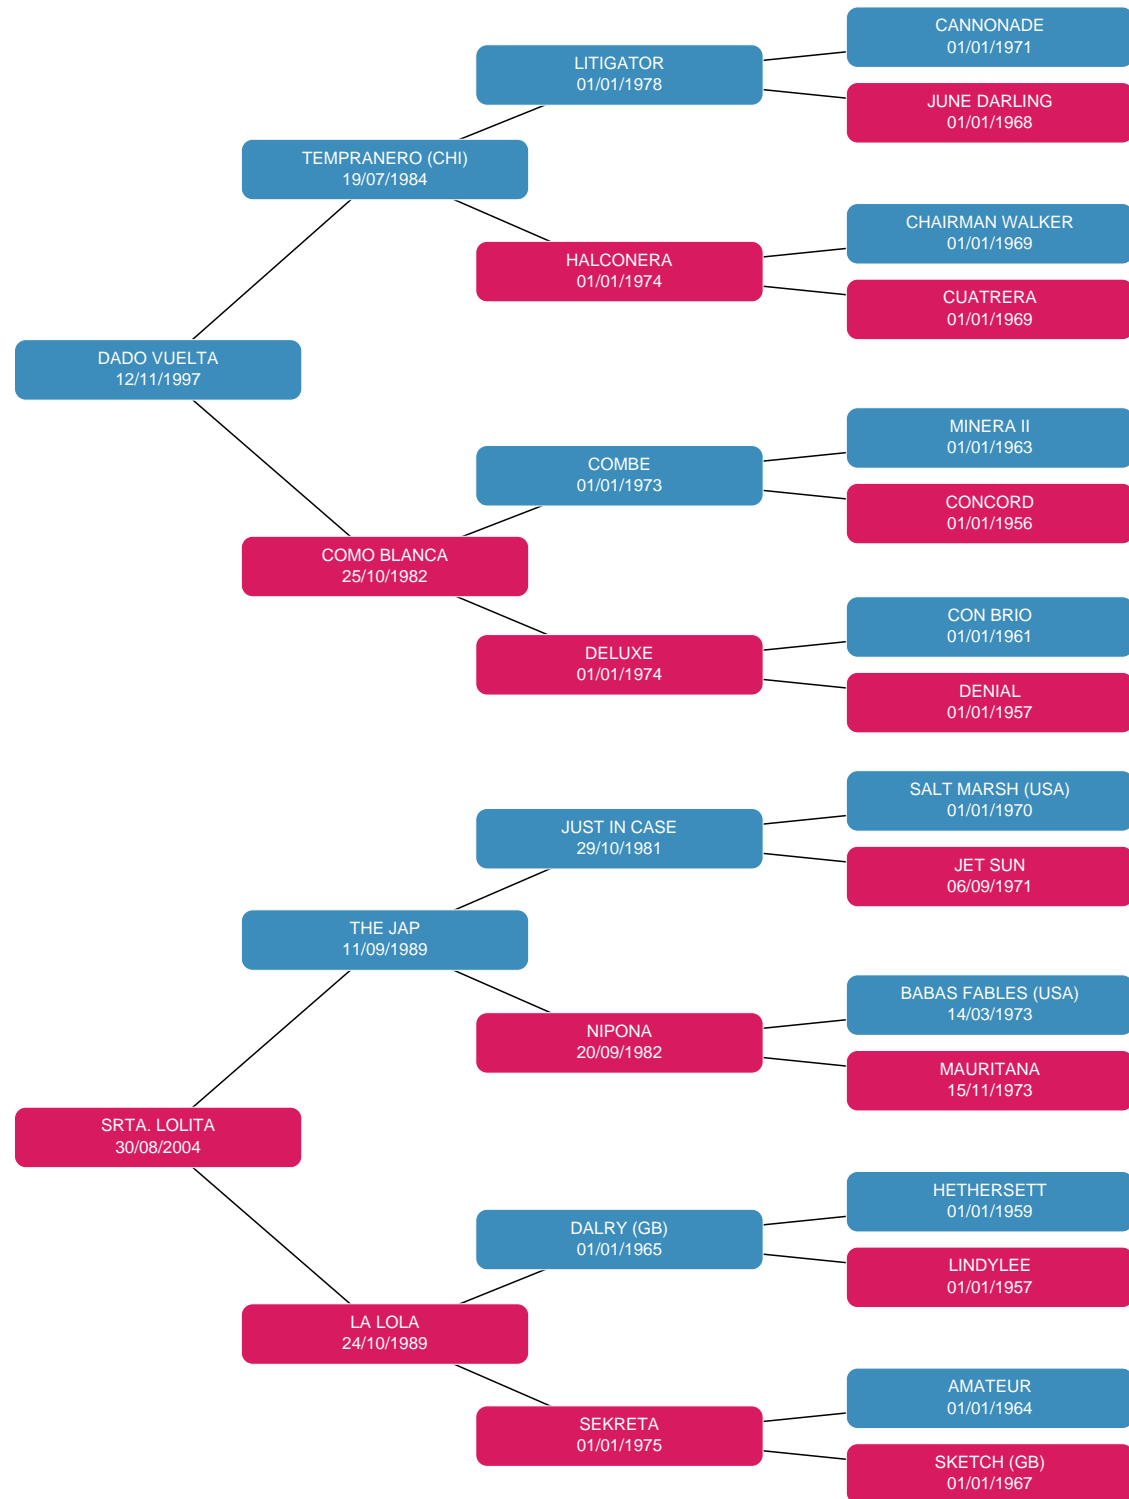 CANNONADE
01/01/1971
LITIGATOR
01/01/1978
JUNE DARLING
01/01/1968
TEMPRANERO (CHI)
19/07/1984
CHAIRMAN WALKER
01/01/1969
HALCONERA
01/01/1974
CUATRERA
01/01/1969
DADO VUELTA
12/11/1997
MINERA II
01/01/1963
COMBE
01/01/1973
CONCORD
01/01/1956
COMO BLANCA
25/10/1982
CON BRIO
01/01/1961
DELUXE
01/01/1974
DENIAL
01/01/1957
SALT MARSH (USA)
01/01/1970
JUST IN CASE
29/10/1981
JET SUN
06/09/1971
THE JAP
11/09/1989
BABAS FABLES (USA)
14/03/1973
NIPONA
20/09/1982
MAURITANA
15/11/1973
SRTA. LOLITA
30/08/2004
HETHERSETT
01/01/1959
DALRY (GB)
01/01/1965
LINDYLEE
01/01/1957
LA LOLA
24/10/1989
AMATEUR
01/01/1964
SEKRETA
01/01/1975
SKETCH (GB)
01/01/1967